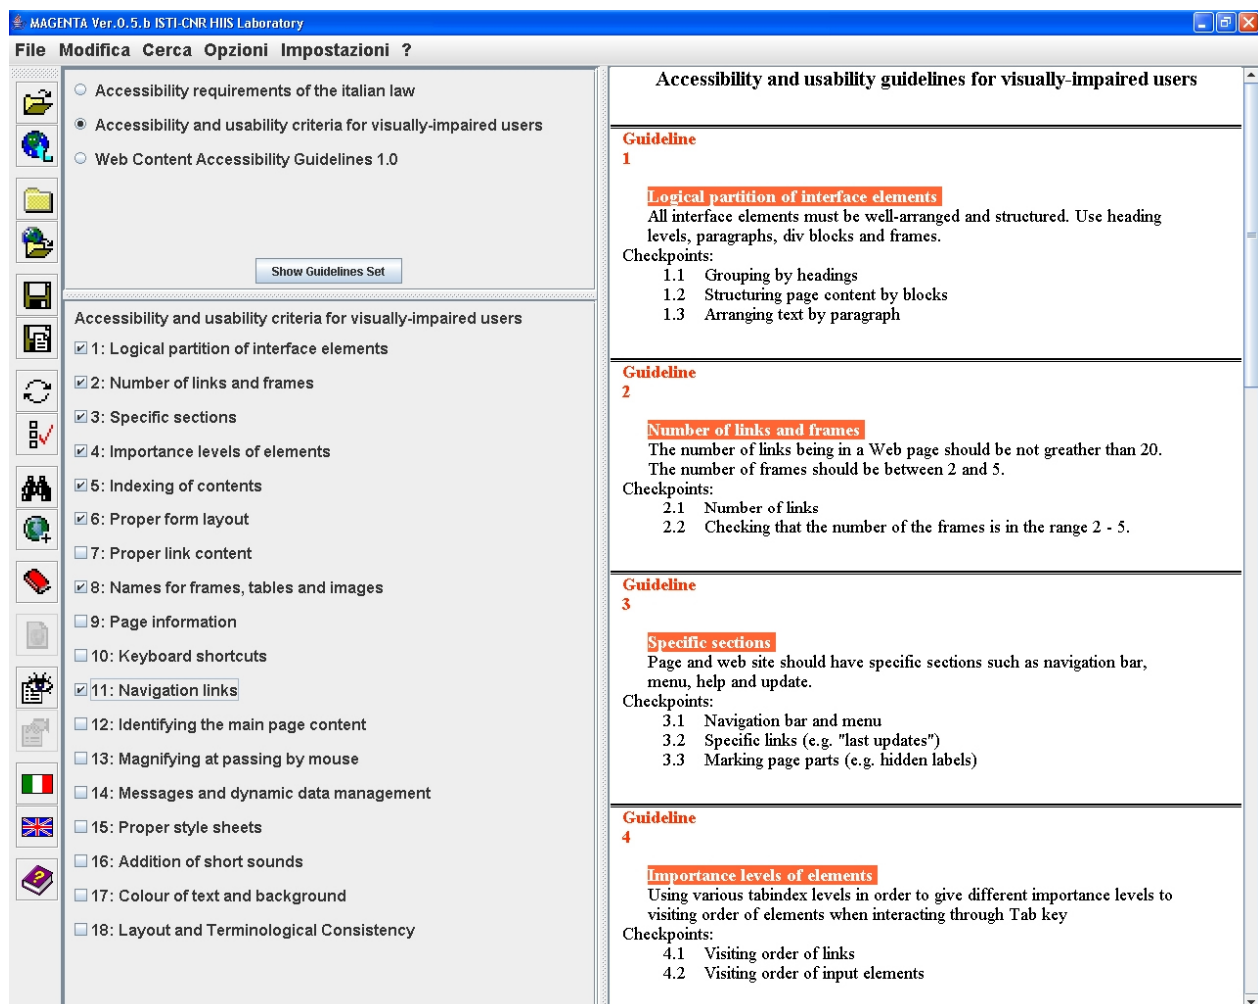 MAGENTA Ver.0.5.b ISTI-CNR HIIS Laboratory
File Modifica Cerca Opzioni Impostazioni ?
Accessibility requirements of the italian law
Accessibility and usability criteria for visually-impaired users
Web Content Accessibility Guidelines 1.0
Show Guidelines Set
Accessibility and usability criteria for visually-impaired users
1: Logical partition of interface elements
2: Number of links and frames
3: Specific sections
4: Importance levels of elements
5: Indexing of contents
6: Proper form layout
7: Proper link content
8: Names for frames, tables and images
9: Page information
10: Keyboard shortcuts
11: Navigation links
12: Identifying the main page content
13: Magnifying at passing by mouse
14: Messages and dynamic data management
15: Proper style sheets
16: Addition of short sounds
17: Colour of text and background
18: Layout and Terminological Consistency
Accessibility and usability guidelines for visually-impaired users
Guideline
1
Logical partition of interface elements
All interface elements must be well-arranged and structured. Use heading
levels, paragraphs, div blocks and frames.
Checkpoints:
1.1 Grouping by headings
1.2 Structuring page content by blocks
1.3 Arranging text by paragraph
Guideline
2
Number of links and frames
The number of links being in a Web page should be not greather than 20.
The number of frames should be between 2 and 5.
Checkpoints:
2.1 Number of links
2.2 Checking that the number of the frames is in the range 2 - 5.
Guideline
3
Specific sections
Page and web site should have specific sections such as navigation bar,
menu, help and update.
Checkpoints:
3.1 Navigation bar and menu
3.2 Specific links (e.g. "last updates")
3.3 Marking page parts (e.g. hidden labels)
Guideline
4
Importance levels of elements
Using various tabindex levels in order to give different importance levels to
visiting order of elements when interacting through Tab key
Checkpoints:
4.1 Visiting order of links
4.2 Visiting order of input elements